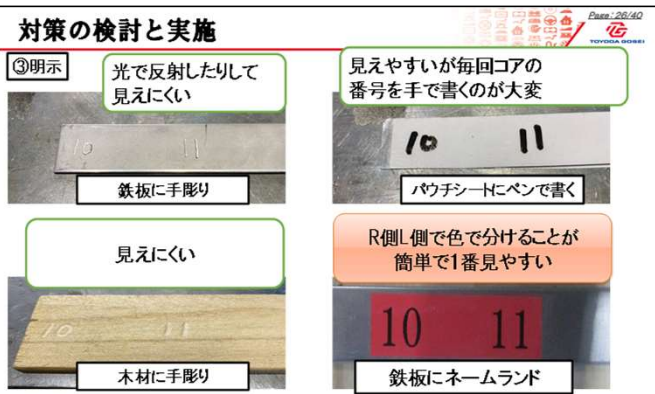 対策の検討と実施
Page: 26/40
TOYODA GOSEI
③明示
光で反射したりして
見えにくい
10 11
鉄板に手彫り
見えやすいが毎回コアの
番号を手で書くのが大変
10 11
パウチシートにペンで書く
見えにくい
10 11
木材に手彫り
R側L側で色で分けることが
簡単で1番見やすい
10 11
鉄板にネームランド